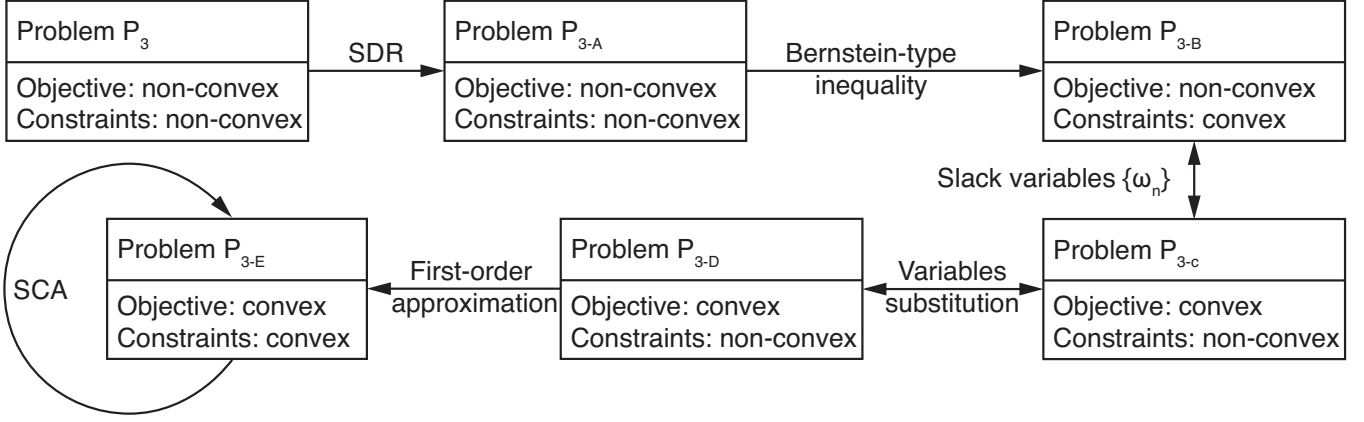 Problem P3
Objective: non-convex
Constraints: non-convex
SDR
Problem P3-A
Objective: non-convex
Constraints: non-convex
Bernstein-type
inequality
Problem P3-B
Objective: non-convex
Constraints: convex
Slack variables {ωn}
Problem P3-c
Objective: convex
Constraints: non-convex
Variables
substitution
Problem P3-D
Objective: convex
Constraints: non-convex
First-order
approximation
Problem P3-E
Objective: convex
Constraints: convex
SCA